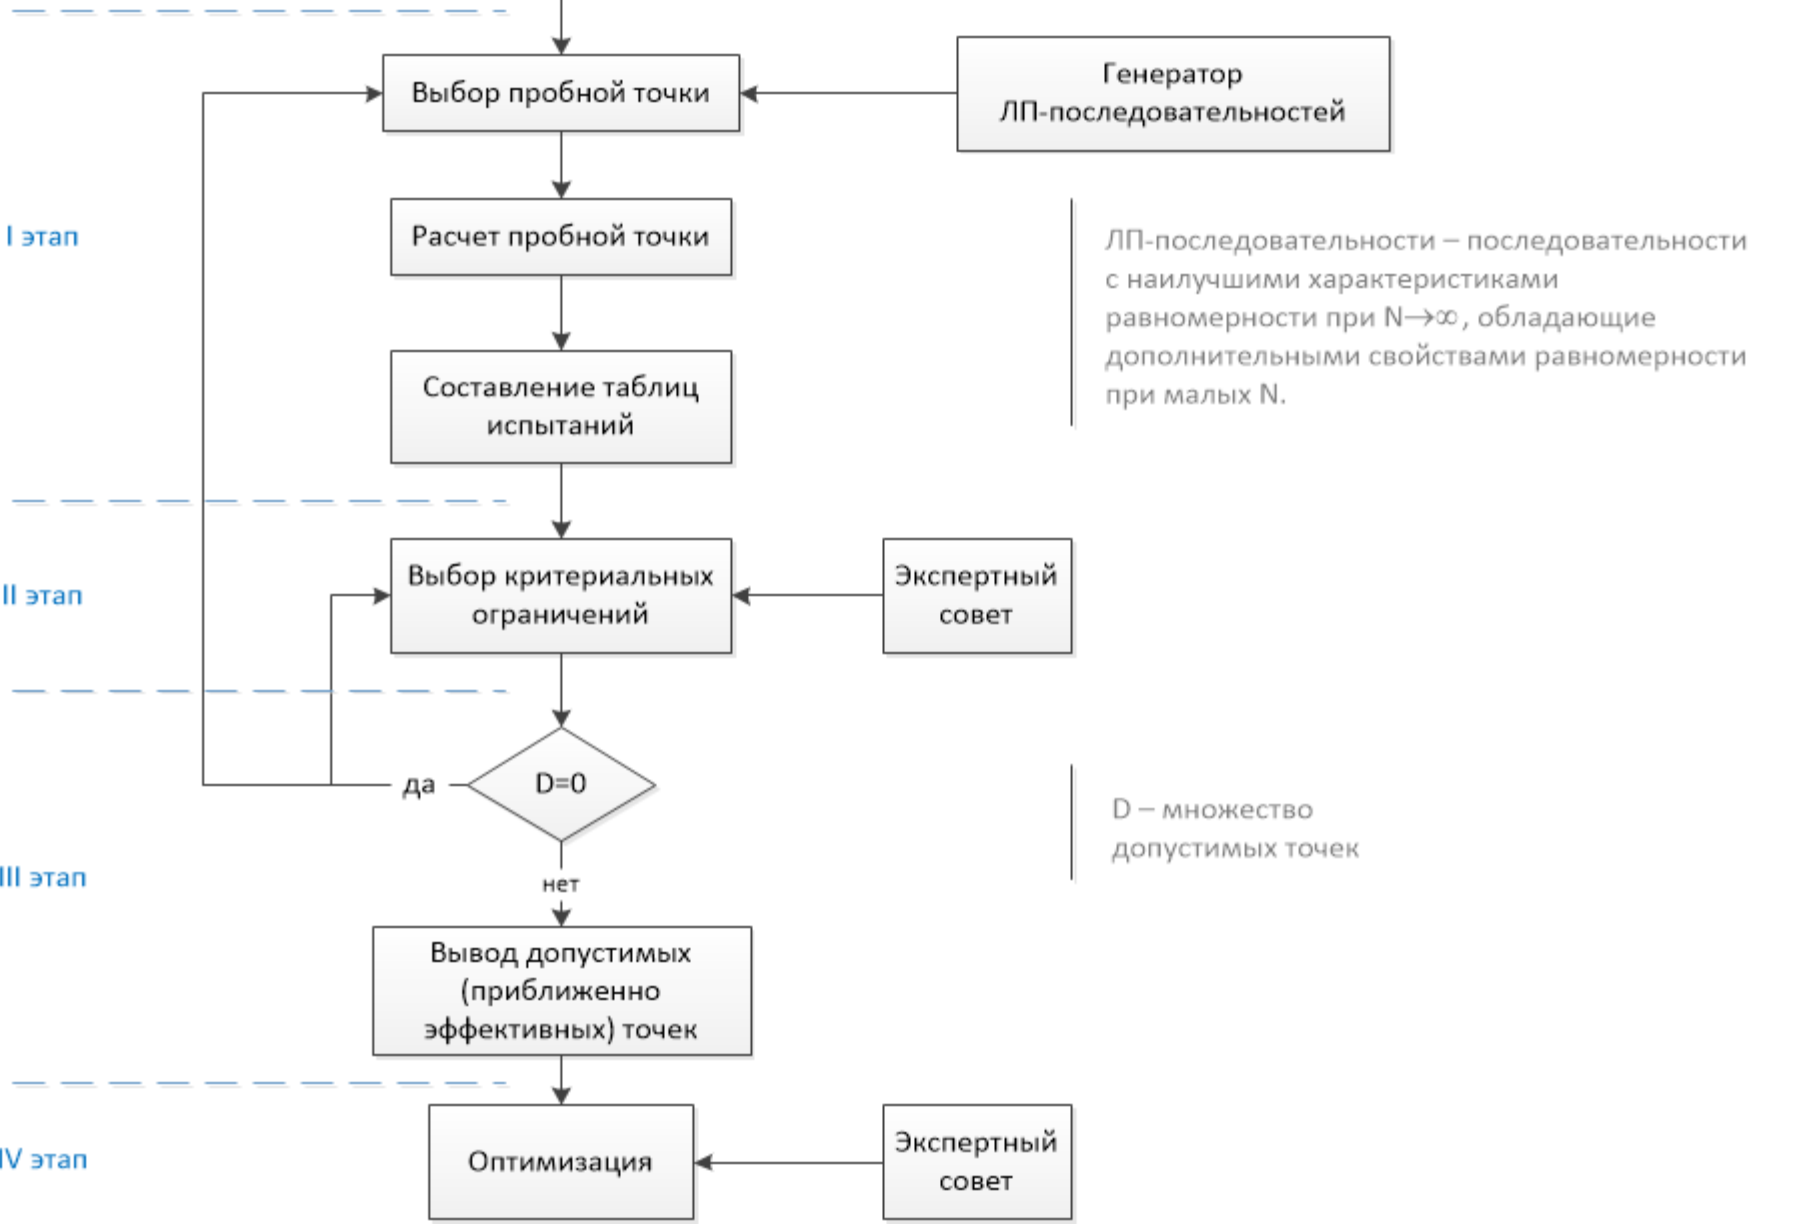 Выбор пробной точки
Генератор
ЛП-последовательностей
I этап
Расчет пробной точки
ЛП-последовательности – последовательности
с наилучшими характеристиками
равномерности при N→∞, обладающие
дополнительными свойствами равномерности
при малых N.
Составление таблиц
испытаний
II этап
Выбор критериальных
ограничений
Экспертный
совет
да
D=0
D – множество
допустимых точек
III этап
нет
Вывод допустимых
(приближенно
эффективных) точек
IV этап
Оптимизация
Экспертный
совет